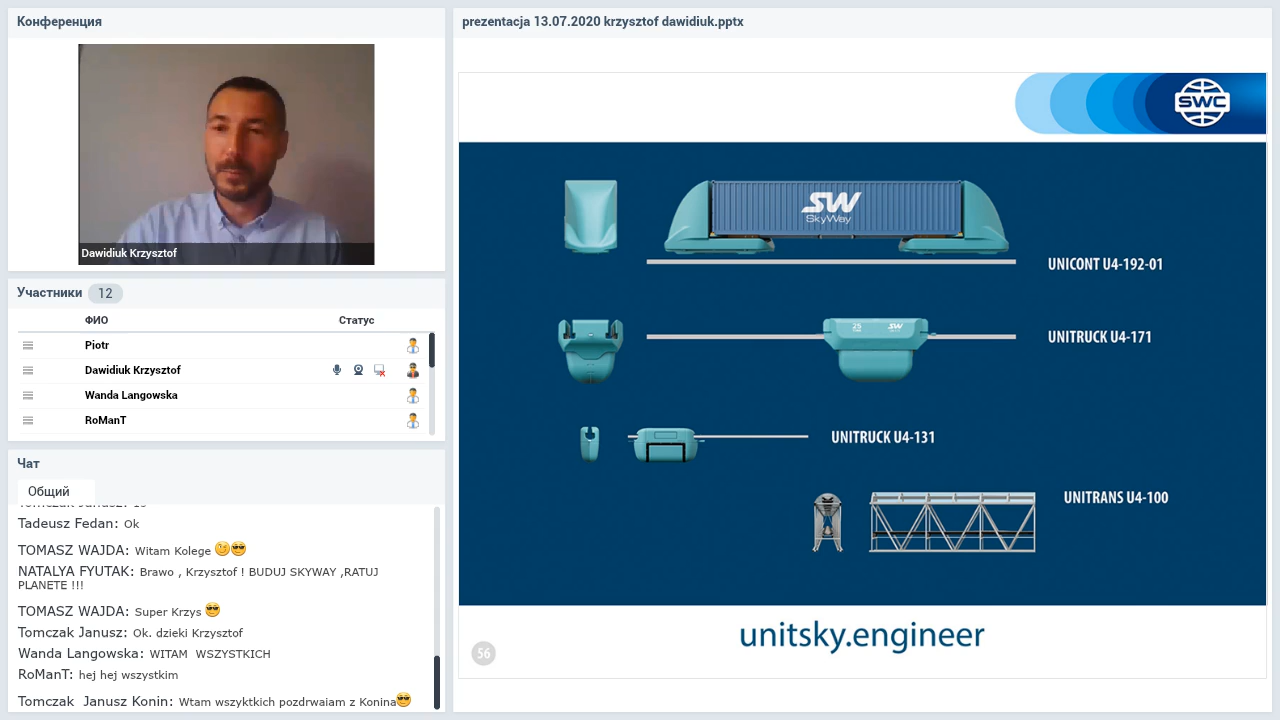 Конференция
Dawidiuk Krzysztof
Участники 12
ФИО Статус
Piotr
Dawidiuk Krzysztof
Wanda Langowska
RoManT
Чат
Общий
Tomczak Janusz:
Tadeusz Fedan: Ok
TOMASZ WAJDA: Witam Kolege
NATALYA FYUTAK: Brawo , Krzysztof ! BUDUJ SKYWAY ,RATUJ
PLANETE !!!
TOMASZ WAJDA: Super Krzys
Tomczak Janusz: Ok. dzieki Krzysztof
Wanda Langowska: WITAM WSZYSTKICH
RoManT: hej hej wszystkim
Tomczak Janusz Konin: Wtam wszyktkich pozdrwaiam z Konina
prezentacja 13.07.2020 krzysztof dawidiuk.pptx
SWC
SW
SkyWay
UNICONT U4-192-01
25
SW
UNITRUCK U4-171
UNITRUCK U4-131
UNITRANS U4-100
unitsky.engineer
56